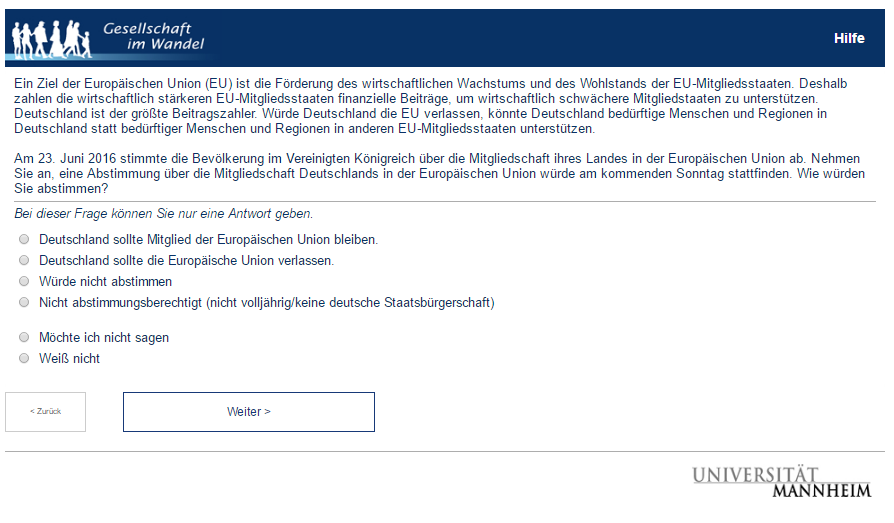 Gesellschaft
im Wandel
Hilfe
Ein Ziel der Europäischen Union (EU) ist die Förderung des wirtschaftlichen Wachstums und des Wohlstands der EU-Mitgliedsstaaten. Deshalb
zahlen die wirtschaftlich stärkeren EU-Mitgliedsstaaten finanzielle Beiträge, um wirtschaftlich schwächere Mitgliedstaaten zu unterstützen.
Deutschland ist der größte Beitragszahler. Würde Deutschland die EU verlassen, könnte Deutschland bedürftige Menschen und Regionen in
Deutschland statt bedürftiger Menschen und Regionen in anderen EU-Mitgliedsstaaten unterstützen.
Am 23. Juni 2016 stimmte die Bevölkerung im Vereinigten Königreich über die Mitgliedschaft ihres Landes in der Europäischen Union ab. Nehmen
Sie an, eine Abstimmung über die Mitgliedschaft Deutschlands in der Europäischen Union würde am kommenden Sonntag stattfinden. Wie würden
Sie abstimmen?
Bei dieser Frage können Sie nur eine Antwort geben.
Deutschland sollte Mitglied der Europäischen Union bleiben.
Deutschland sollte die Europäische Union verlassen.
Würde nicht abstimmen
Nicht abstimmungsberechtigt (nicht volljährig/keine deutsche Staatsbürgerschaft)
Möchte ich nicht sagen
Weiß nicht
< Zurück
Weiter >
UNIVERSITÄT
MANNHEIM